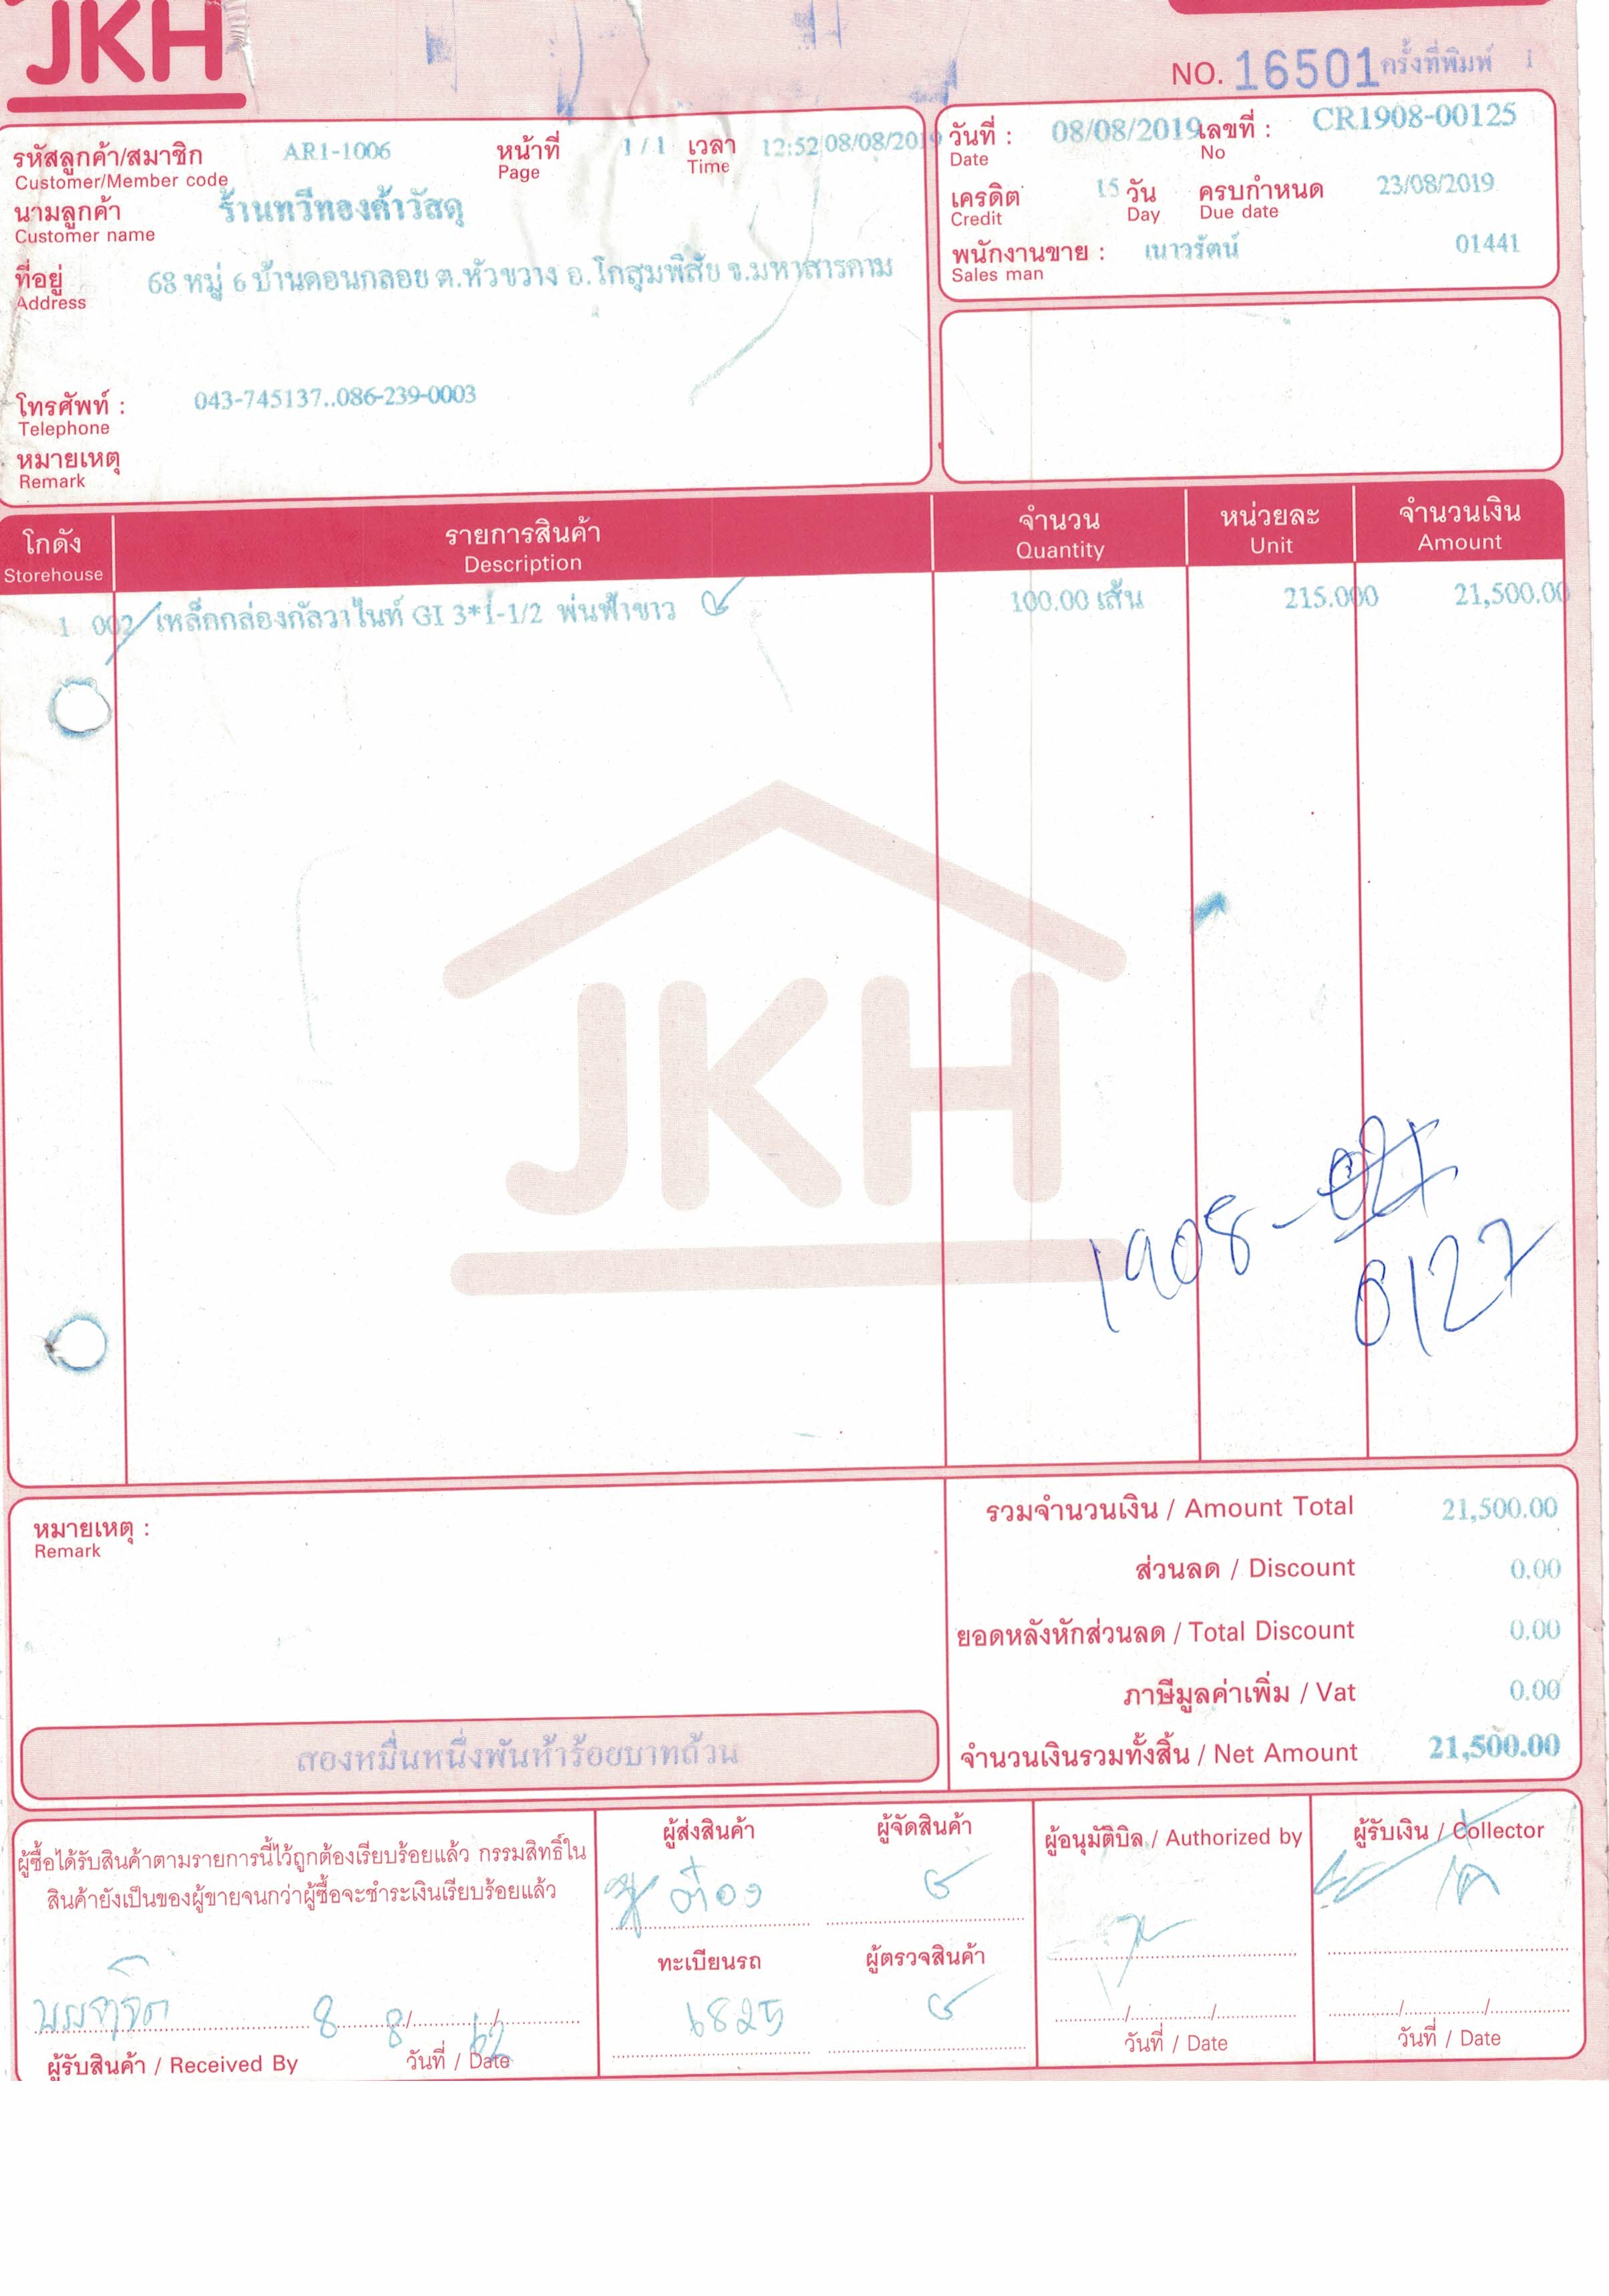 JKH
NO. 16501 ครั้งที่พิมพ์ 1
รหัสลูกค้า/สมาชิก AR1-1006 หน้าที่ 1 / 1 เวลา 12:52 08/08/2019
Customer/Member code Page Time
นามลูกค้า ร้านทวีทองค้าวัสดุ
Customer name
ที่อยู่ 68 หมู่ 6 บ้านดอนกลอย ต.หัวขวาง อ.โกสุมพิสัย จ.มหาสารคาม
Address
โทรศัพท์ : 043-745137..086-239-0003
Telephone
หมายเหตุ
Remark
วันที่ : 08/08/2019 เลขที่ : CR1908-00125
Date No
เครดิต 15 วัน ครบกำหนด 23/08/2019
Credit Day Due date
พนักงานขาย : เนาวรัตน์ 01441
Sales man
โกดัง รายการสินค้า จำนวน หน่วยละ จำนวนเงิน
Storehouse Description Quantity Unit Amount
1 002 เหล็กกล่องกัลวาไนท์ GI 3*1-1/2 พ่นฟ้าขาว 100.00 เส้น 215.000 21,500.00
JKH
1908-
0127
หมายเหตุ :
Remark
รวมจำนวนเงิน / Amount Total 21,500.00
ส่วนลด / Discount 0.00
ยอดหลังหักส่วนลด / Total Discount 0.00
ภาษีมูลค่าเพิ่ม / Vat 0.00
จำนวนเงินรวมทั้งสิ้น / Net Amount 21,500.00
สองหมื่นหนึ่งพันห้าร้อยบาทถ้วน
ผู้ซื้อได้รับสินค้าตามรายการนี้ไว้ถูกต้องเรียบร้อยแล้ว กรรมสิทธิ์ใน
สินค้ายังเป็นของผู้ขายจนกว่าผู้ซื้อจะชำระเงินเรียบร้อยแล้ว
8 / 8 / 62
ผู้รับสินค้า / Received By วันที่ / Date
ผู้ส่งสินค้า ผู้จัดสินค้า
ต๋อง
ทะเบียนรถ ผู้ตรวจสินค้า
6825
ผู้อนุมัติบิล / Authorized by
วันที่ / Date
ผู้รับเงิน / Collector
วันที่ / Date